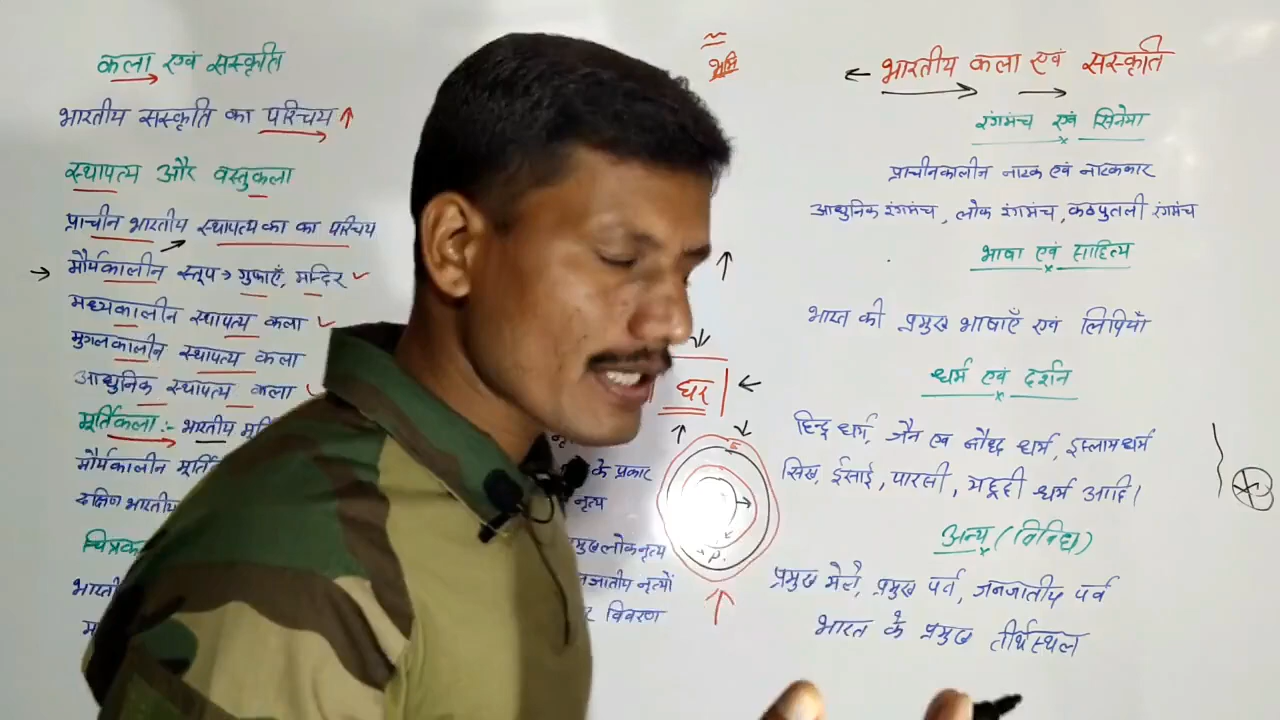 कला एवं संस्कृति
भारतीय संस्कृति का परिचय
स्थापत्य और वस्तुकला
प्राचीन भारतीय स्थापत्य का का परिचय
मौर्यकालीन स्तूप → गुफाएँ, मन्दिर
मध्यकालीन स्थापत्य कला
मुगलकालीन स्थापत्य कला
आधुनिक स्थापत्य कला
मूर्तिकला :- भारतीय
मौर्यकालीन
दक्षिण भारतीय
घर
के प्रकार
नृत्य
लोकनृत्य
नृत्यों
विवरण
E
P.
भारतीय कला एवं संस्कृति
रंगमंच एवं सिनेमा
प्राचीनकालीन नाटक एवं नाटककार
आधुनिक रंगमंच, लोक रंगमंच, कठपुतली रंगमंच
भाषा एवं साहित्य
भारत की प्रमुख भाषाएँ एवं लिपियाँ
धर्म एवं दर्शन
हिन्दू धर्म, जैन एवं बौद्ध धर्म, इस्लाम धर्म
सिख, ईसाई, पारसी, यहूदी धर्म आदि।
अन्य (विविध)
प्रमुख मेले, प्रमुख पर्व, जनजातीय पर्व
भारत के प्रमुख तीर्थस्थल